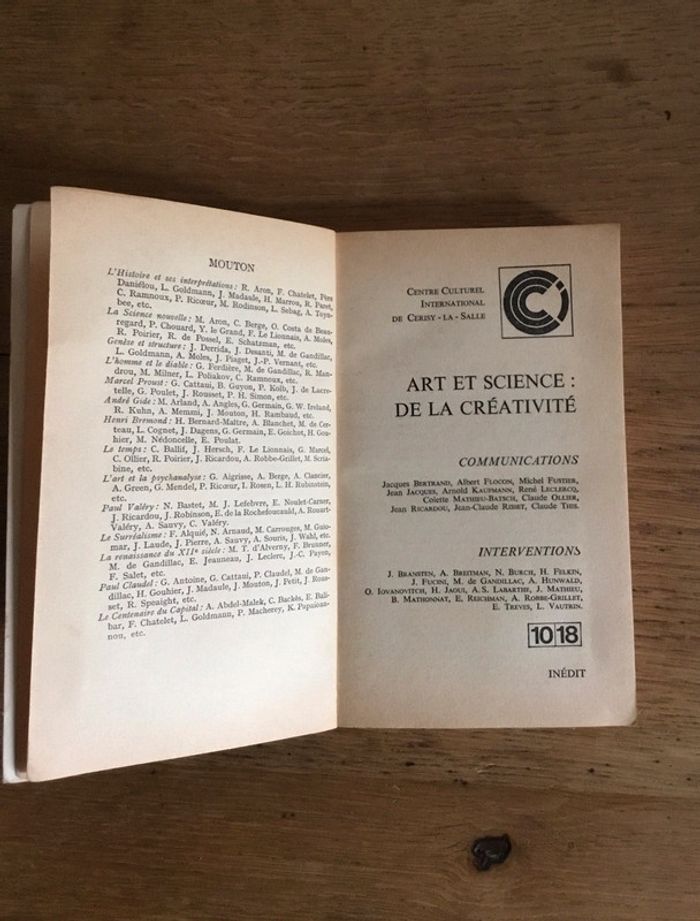 MOUTON
L'Histoire et ses interprétations : R. Aron, F. Chatelet, Père
Daniélou, L. Goldmann, J. Madaule, H. Marrou, R. Pacet,
C. Ramnoux, P. Ricœur, M. Rodinson, L. Sebag, A. Toyn-
bee, etc.
La Science nouvelle : M. Aron, C. Berge, O. Costa de Beau-
regard, P. Chouard, Y. le Grand, F. Le Lionnais, A. Moles,
R. Poirier, R. de Possel, E. Schatsman, etc.
Genèse et structure : J. Derrida, J. Desanti, M. de Gandillac,
L. Goldmann, A. Moles, J. Piaget, J.-P. Vernant, etc.
L'homme et le diable : G. Ferdière, M. de Gandillac, R. Man-
drou, M. Milner, L. Poliakov, C. Ramnoux, etc.
Marcel Proust : G. Cattaui, B. Guyon, P. Kolb, J. de Lacre-
telle, G. Poulet, J. Rousset, P. H. Simon, etc.
André Gide : M. Arland, A. Angles, G. Germain, G. W. Ireland,
R. Kuhn, A. Memmi, J. Mouton, H. Rambaud, etc.
Henri Bremond : H. Bernard-Maître, A. Blanchet, M. de Cer-
teau, L. Cognet, J. Dagens, G. Germain, E. Goichot, H. Gou-
hier, M. Nédoncelle, E. Poulat.
Le temps : C. Ballif, J. Hersch, F. Le Lionnais, G. Marcel,
C. Ollier, R. Poirier, J. Ricardou, A. Robbe-Grillet, M. Scria-
bine, etc.
L'art et la psychanalyse : G. Aigrisse, A. Berge, A. Clancier,
A. Green, G. Mendel, P. Ricœur, I. Rosen, L. H. Rubinstein,
etc.
Paul Valéry : N. Bastet, M. J. Lefebvre, E. Noulet-Carner,
J. Ricardou, J. Robinson, E. de la Rochefoucauld, A. Rouart-
Valéry, A. Sauvy, C. Valéry.
Le Surréalisme : F. Alquié, N. Arnaud, M. Carrouges, M. Guio-
mar, J. Laude, J. Pierre, A. Sauvy, A. Souris, J. Wahl, etc.
La renaissance du XIIe siècle : M. T. d'Alverny, F. Brunner,
M. de Gandillac, E. Jeauneau, J. Leclerc, J.-C. Payen,
F. Salet, etc.
Paul Claudel : G. Antoine, G. Cattaui, P. Claudel, M. de Gan-
dillac, H. Gouhier, J. Madaule, J. Mouton, J. Petit, J. Rous-
set, R. Speaight, etc.
Le Centenaire du Capital : A. Abdel-Malek, C. Backès, E. Bali-
bar, F. Chatelet, L. Goldmann, P. Macherey, K. Papaioan-
nou, etc.
CENTRE CULTUREL
INTERNATIONAL
DE CERISY-LA-SALLE
ART ET SCIENCE :
DE LA CRÉATIVITÉ
COMMUNICATIONS
Jacques BERTRAND, Albert FLOCON, Michel FUSTIER,
Jean JACQUES, Arnold KAUFMANN, René LECLERCQ,
Colette MATHIEU-BATSCH, Claude OLLIER,
Jean RICARDOU, Jean-Claude RISSET, Claude THIS.
INTERVENTIONS
J. BRANSTEN, A. BREITMAN, N. BURCH, H. FELKIN,
J. FUCINI, M. DE GANDILLAC, A. HUNWALD,
O. IOVANOVITCH, H. JAOUI, A.S. LABARTHE, J. MATHIEU,
B. MATHONNAT, E. REICHMAN, A. ROBBE-GRILLET,
E. TREVES, L. VAUTRIN.
10 18
INÉDIT